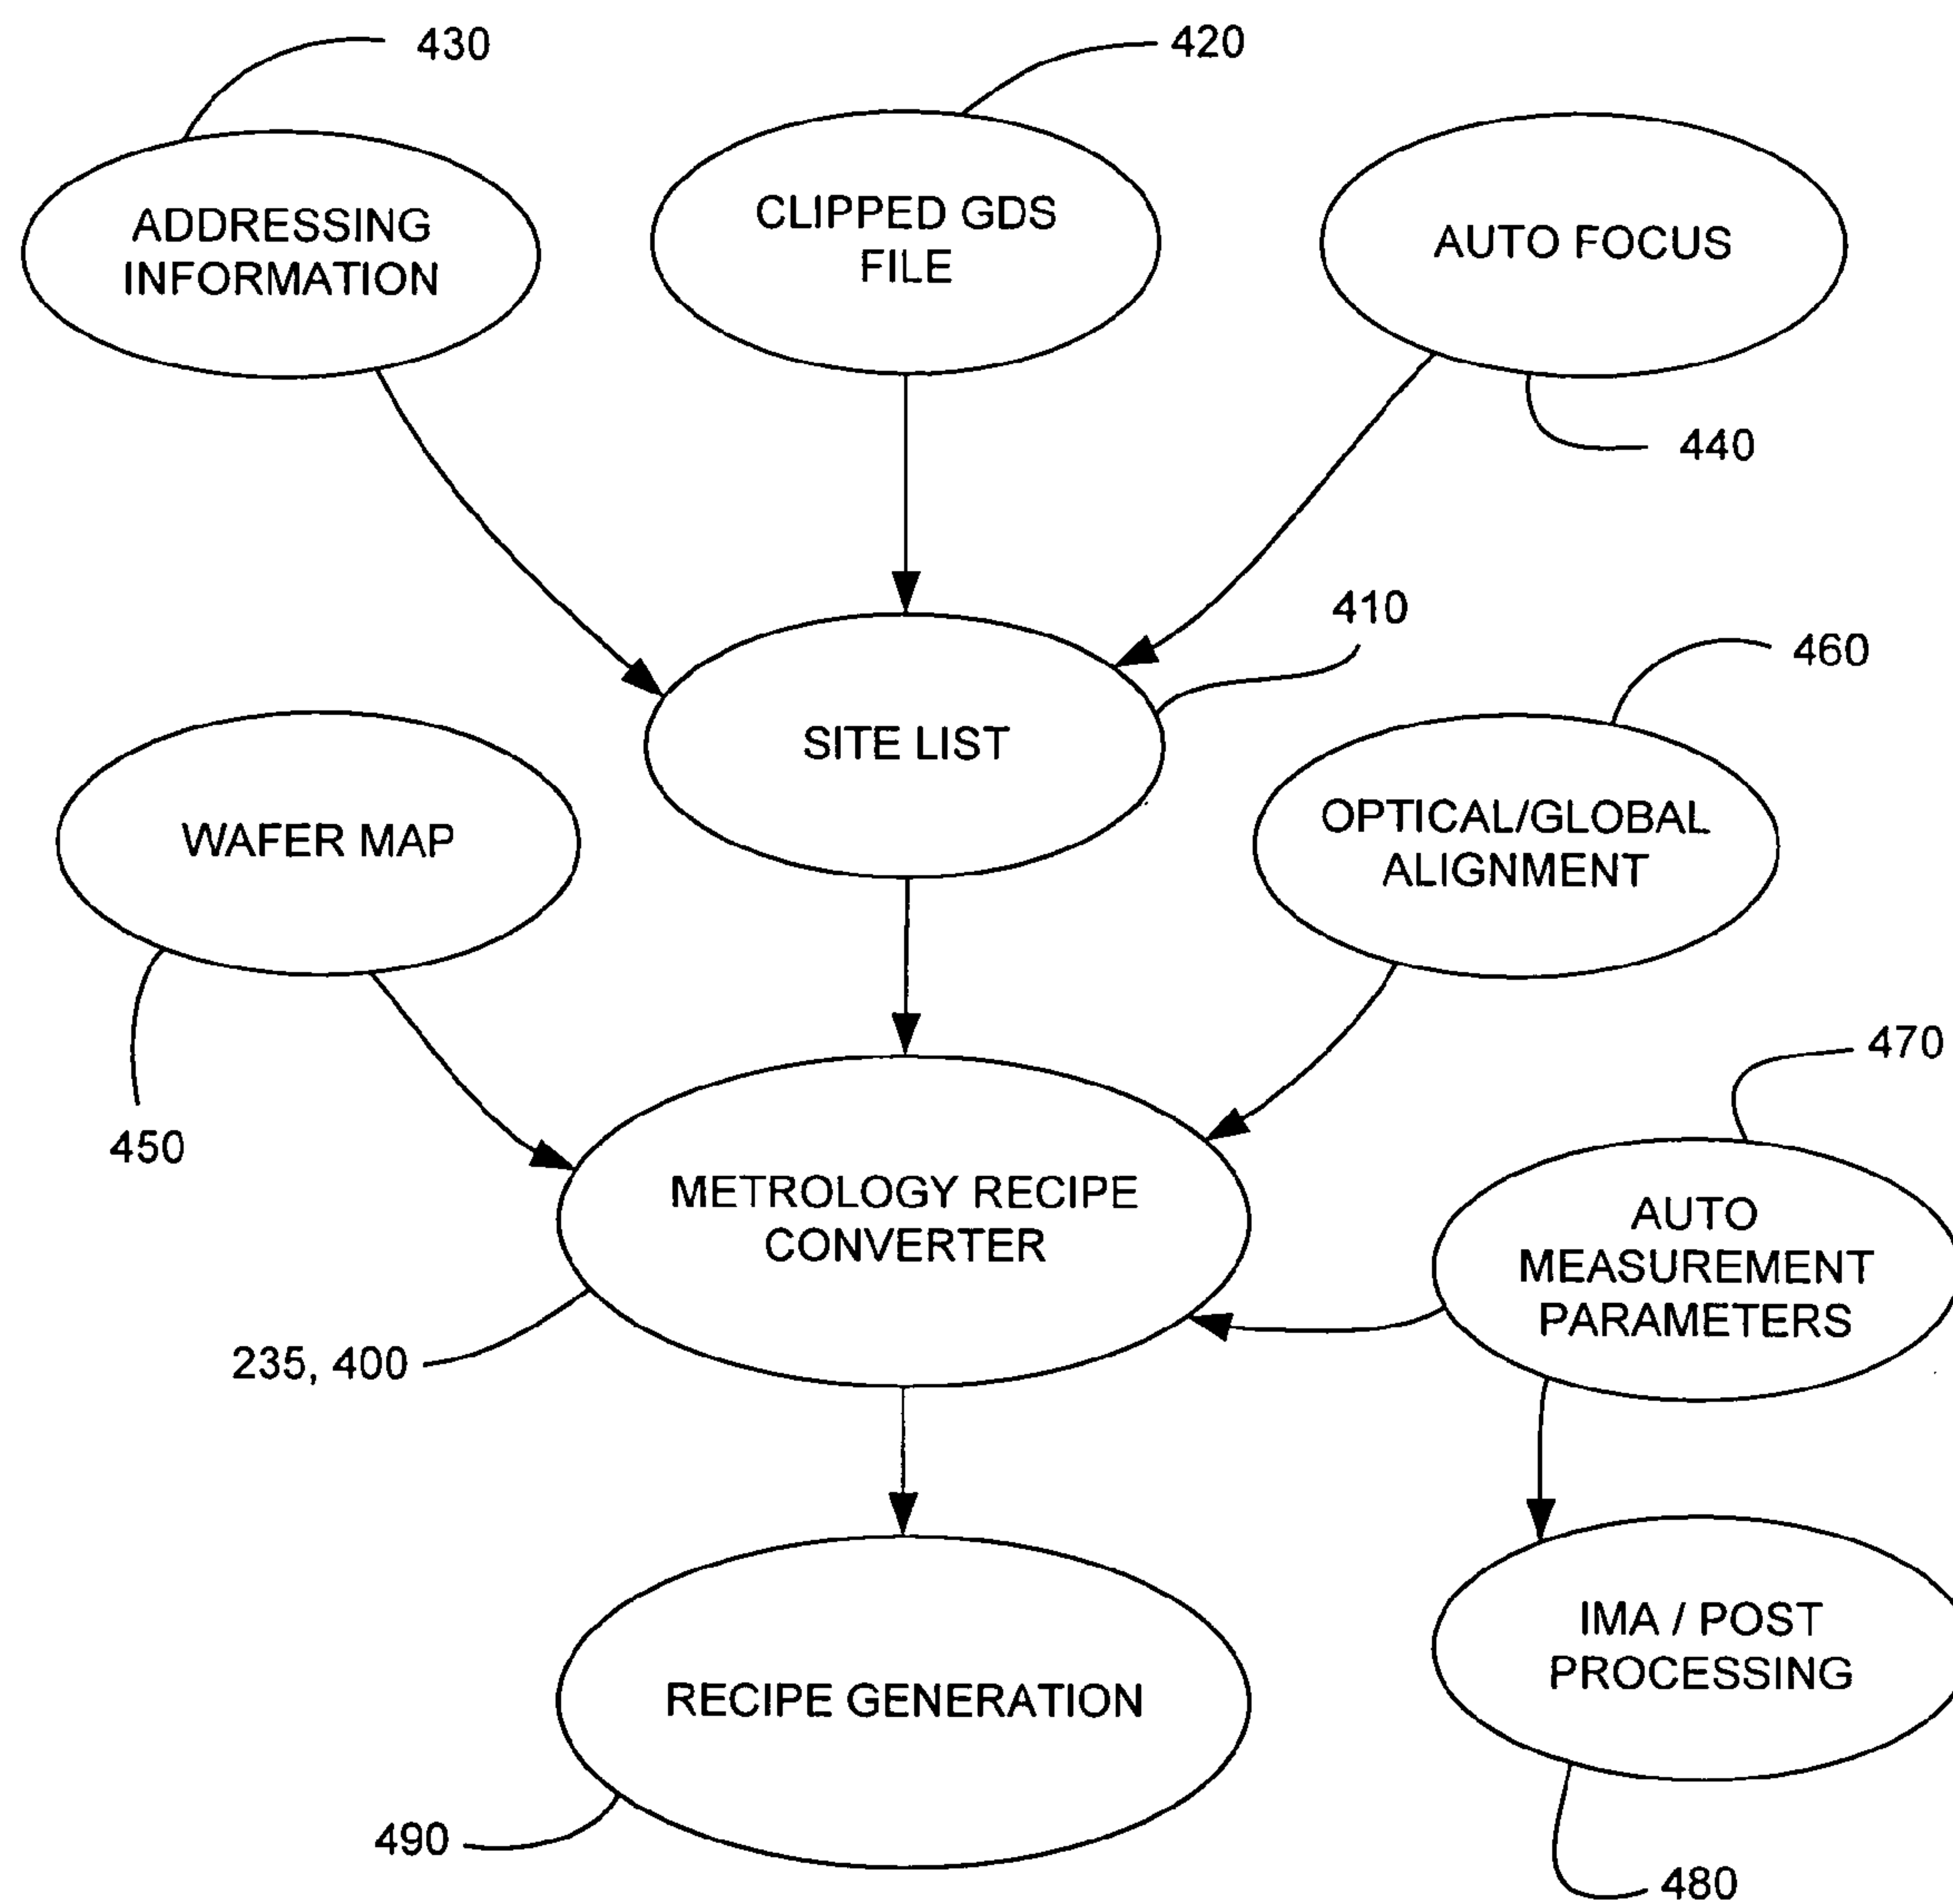 430
420
ADDRESSING
INFORMATION
CLIPPED GDS
FILE
AUTO FOCUS
440
410
460
SITE LIST
WAFER MAP
OPTICAL/GLOBAL
ALIGNMENT
470
450
METROLOGY RECIPE
CONVERTER
AUTO
MEASUREMENT
PARAMETERS
235, 400
IMA / POST
PROCESSING
RECIPE GENERATION
490
480